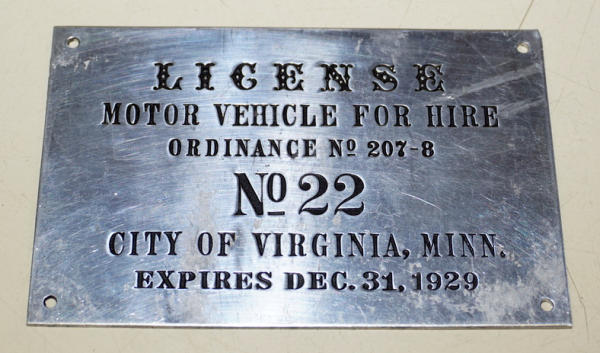 LICENSE
MOTOR VEHICLE FOR HIRE
ORDINANCE Nº 207-8
Nº 22
CITY OF VIRGINIA, MINN.
EXPIRES DEC. 31, 1929